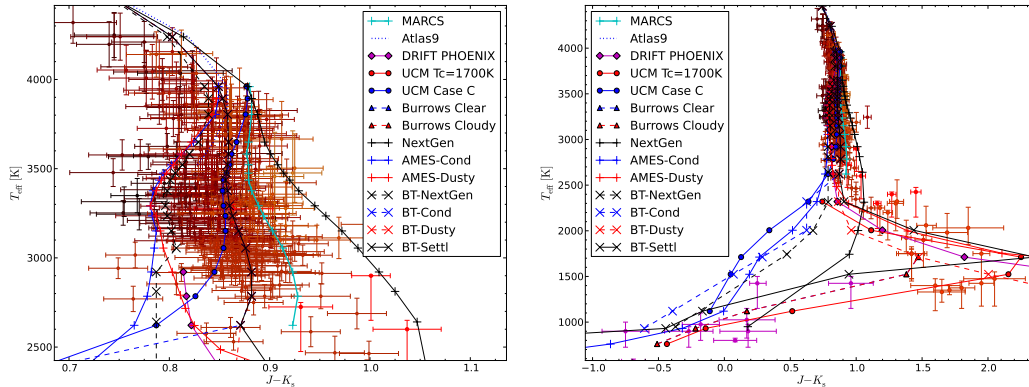 4000
3500
3000
2500
T_eff [K]
0.7
0.8
0.9
1.0
1.1
J−K_s
MARCS
Atlas9
DRIFT PHOENIX
UCM Tc=1700K
UCM Case C
Burrows Clear
Burrows Cloudy
NextGen
AMES-Cond
AMES-Dusty
BT-NextGen
BT-Cond
BT-Dusty
BT-Settl
4000
3500
3000
2500
2000
1500
1000
T_eff [K]
−1.0
−0.5
0.0
0.5
1.0
1.5
2.0
J−K_s
MARCS
Atlas9
DRIFT PHOENIX
UCM Tc=1700K
UCM Case C
Burrows Clear
Burrows Cloudy
NextGen
AMES-Cond
AMES-Dusty
BT-NextGen
BT-Cond
BT-Dusty
BT-Settl